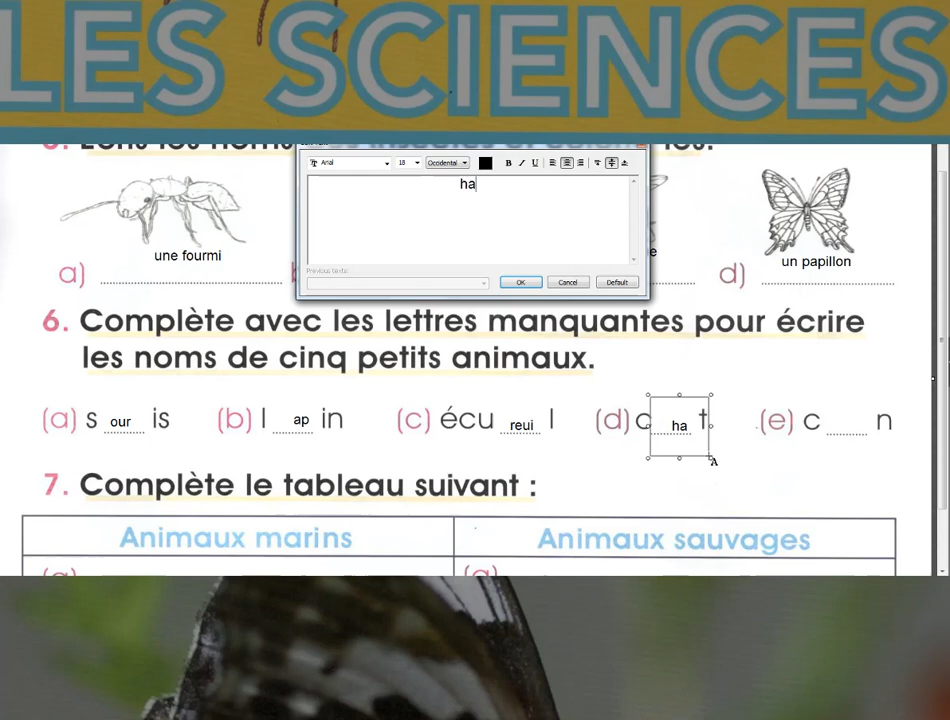 LES SCIENCES
Arial 18 Occidental B I U
ha
Previous texts:
OK Cancel Default
une fourmi
un papillon
a)
d)
6. Complète avec les lettres manquantes pour écrire
les noms de cinq petits animaux.
(a) s our is (b) l ap in (c) écu reui l (d) c ha t (e) c n
7. Complète le tableau suivant :
Animaux marins Animaux sauvages